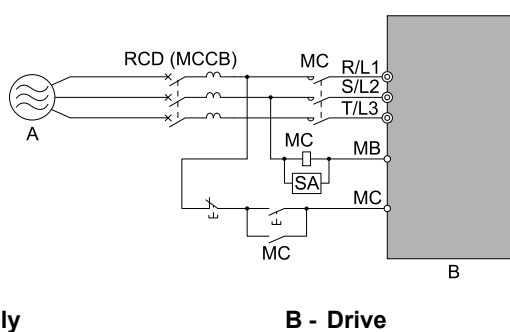 RCD (MCCB)
MC
R/L1
S/L2
T/L3
A
MC
MB
SA
MC
MC
B
ly
B - Drive